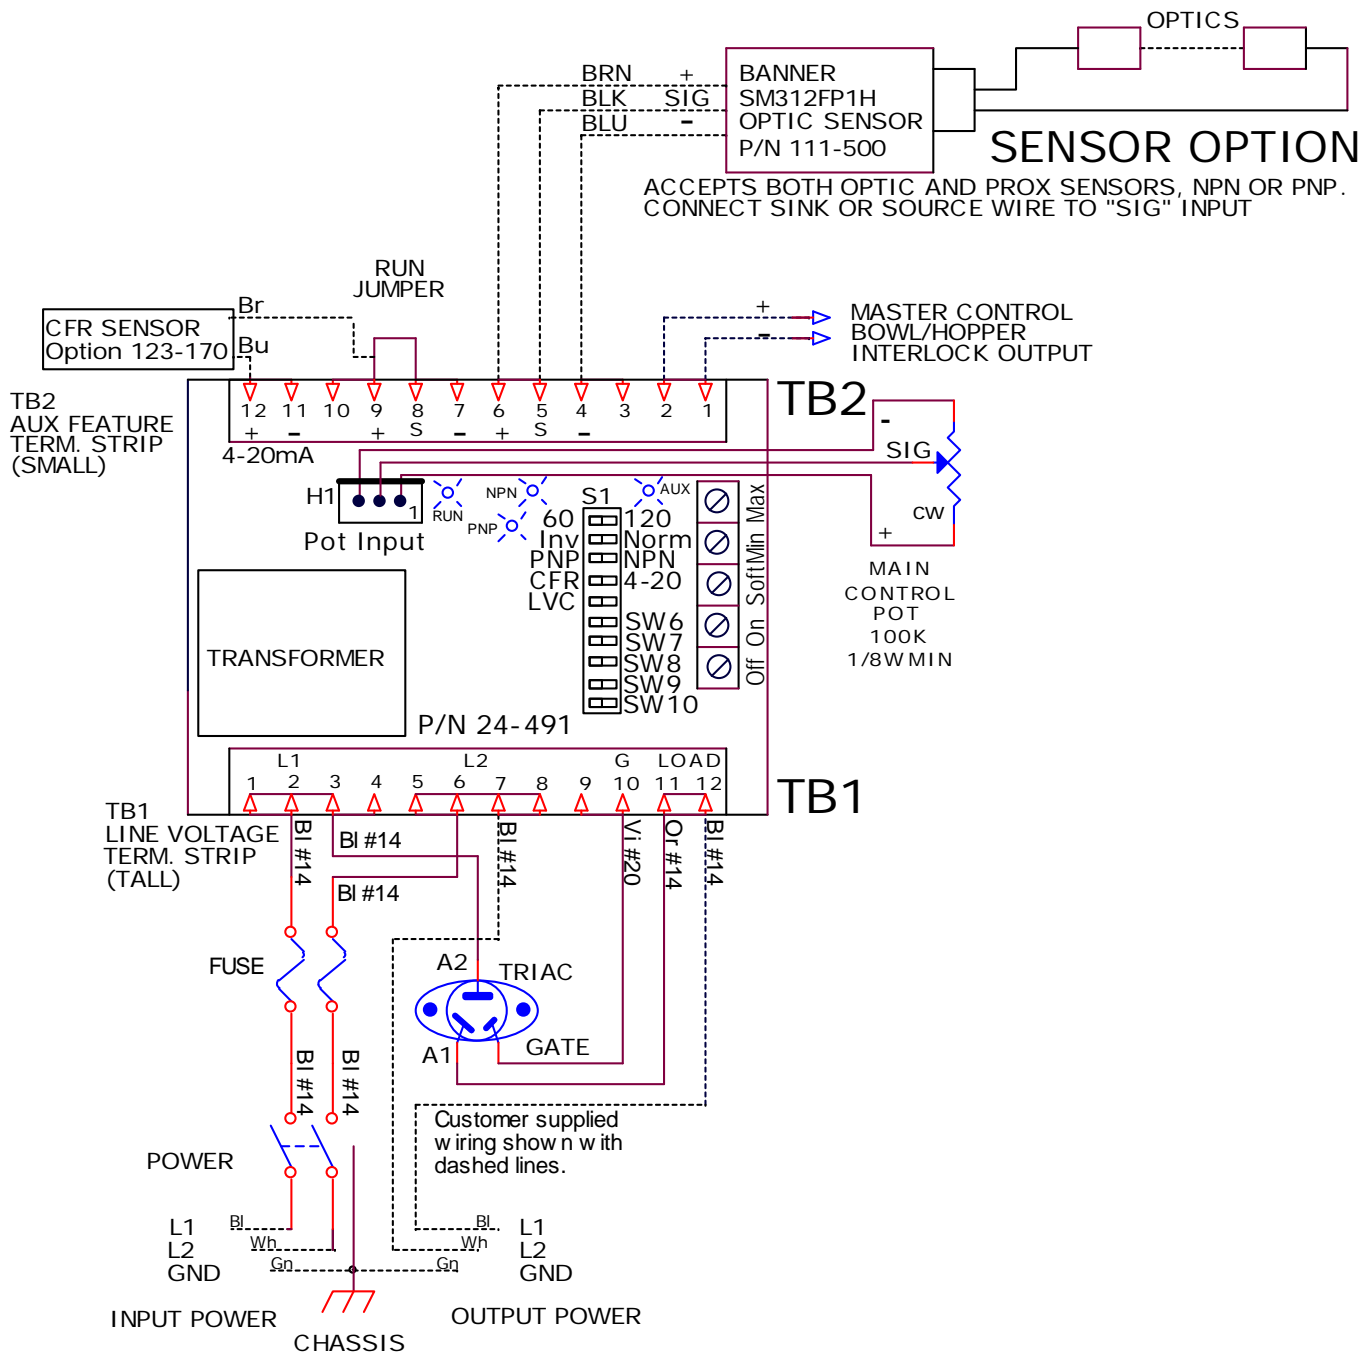 OPTICS
BRN +
BLK SIG
BLU -
BANNER
SM312FP1H
OPTIC SENSOR
P/N 111-500
SENSOR OPTION
ACCEPTS BOTH OPTIC AND PROX SENSORS, NPN OR PNP.
CONNECT SINK OR SOURCE WIRE TO "SIG" INPUT
RUN
JUMPER
CFR SENSOR
Option 123-170
Br
Bu
+
-
MASTER CONTROL
BOWL/HOPPER
INTERLOCK OUTPUT
TB2
AUX FEATURE
TERM. STRIP
(SMALL)
12 11 10 9 8 7 6 5 4 3 2 1
+ - + S - + S -
4-20mA
TB2
-
SIG
CW
+
MAIN
CONTROL
POT
100K
1/8W MIN
H1
1
Pot Input
RUN
NPN
PNP
AUX
S1
60 120
Inv Norm
PNP NPN
CFR 4-20
LVC
SW6
SW7
SW8
SW9
SW10
Off On Soft Min Max
TRANSFORMER
P/N 24-491
L1 L2 G LOAD
1 2 3 4 5 6 7 8 9 10 11 12
TB1
TB1
LINE VOLTAGE
TERM. STRIP
(TALL)
Bl #14
Bl #14
Bl #14
Bl #14
Vi #20
Or #14
Bl #14
FUSE
A2
TRIAC
A1
GATE
Bl #14
Bl #14
Customer supplied
wiring shown with
dashed lines.
POWER
L1 Bl
L2 Wh
GND Gn
Bl L1
Wh L2
Gn GND
INPUT POWER
OUTPUT POWER
CHASSIS